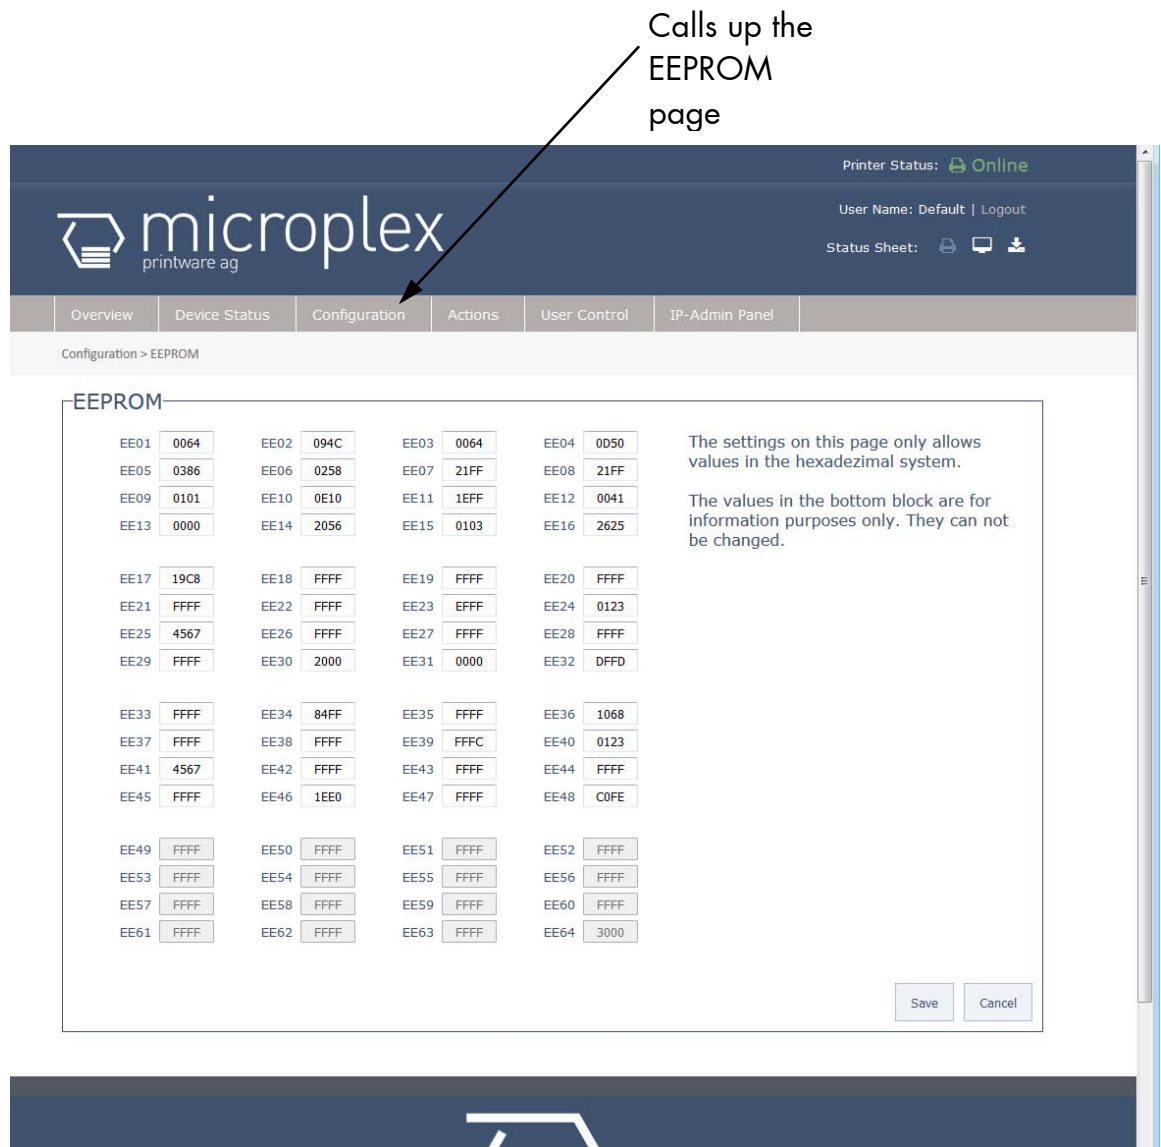 Calls up the
EEPROM
page
Printer Status: Online
microplex
printware ag
User Name: Default | Logout
Status Sheet:
Overview Device Status Configuration Actions User Control IP-Admin Panel
Configuration > EEPROM
EEPROM
EE01 0064 EE02 094C EE03 0064 EE04 0D50
EE05 0386 EE06 0258 EE07 21FF EE08 21FF
EE09 0101 EE10 0E10 EE11 1EFF EE12 0041
EE13 0000 EE14 2056 EE15 0103 EE16 2625
The settings on this page only allows
values in the hexadezimal system.
The values in the bottom block are for
information purposes only. They can not
be changed.
EE17 19C8 EE18 FFFF EE19 FFFF EE20 FFFF
EE21 FFFF EE22 FFFF EE23 EFFF EE24 0123
EE25 4567 EE26 FFFF EE27 FFFF EE28 FFFF
EE29 FFFF EE30 2000 EE31 0000 EE32 DFFD
EE33 FFFF EE34 84FF EE35 FFFF EE36 1068
EE37 FFFF EE38 FFFF EE39 FFFC EE40 0123
EE41 4567 EE42 FFFF EE43 FFFF EE44 FFFF
EE45 FFFF EE46 1EE0 EE47 FFFF EE48 C0FE
EE49 FFFF EE50 FFFF EE51 FFFF EE52 FFFF
EE53 FFFF EE54 FFFF EE55 FFFF EE56 FFFF
EE57 FFFF EE58 FFFF EE59 FFFF EE60 FFFF
EE61 FFFF EE62 FFFF EE63 FFFF EE64 3000
Save Cancel